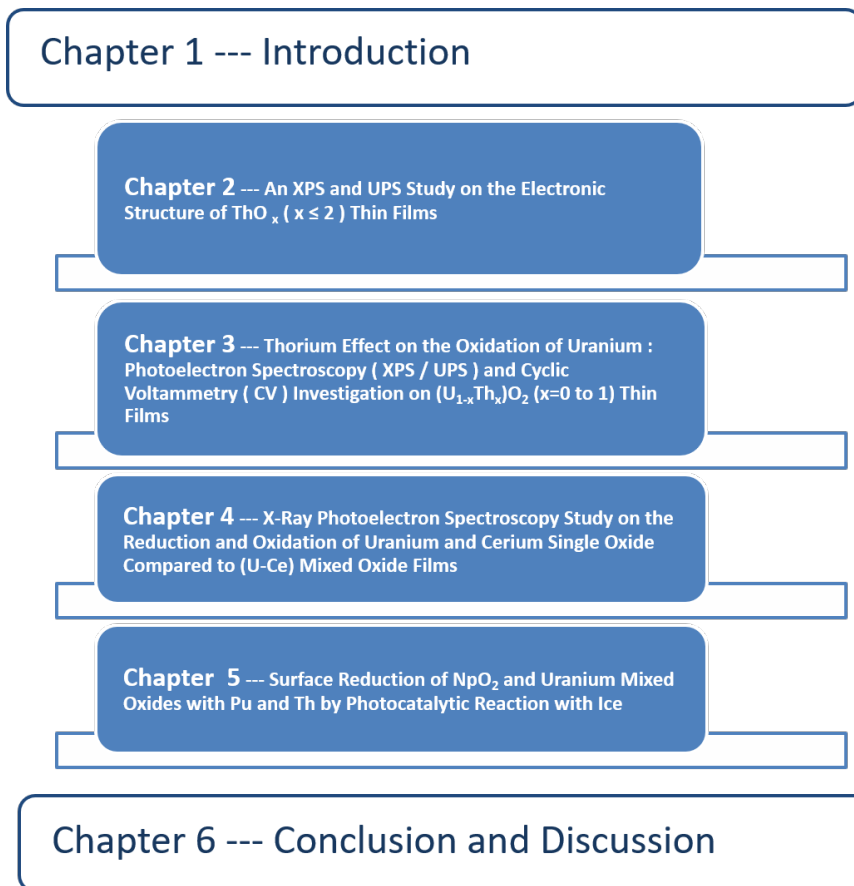 Chapter 1 --- Introduction
Chapter 2 --- An XPS and UPS Study on the Electronic
Structure of ThO x ( x ≤ 2 ) Thin Films
Chapter 3 --- Thorium Effect on the Oxidation of Uranium :
Photoelectron Spectroscopy ( XPS / UPS ) and Cyclic
Voltammetry ( CV ) Investigation on (U1-xThx)O2 (x=0 to 1) Thin
Films
Chapter 4 --- X-Ray Photoelectron Spectroscopy Study on the
Reduction and Oxidation of Uranium and Cerium Single Oxide
Compared to (U-Ce) Mixed Oxide Films
Chapter 5 --- Surface Reduction of NpO2 and Uranium Mixed
Oxides with Pu and Th by Photocatalytic Reaction with Ice
Chapter 6 --- Conclusion and Discussion